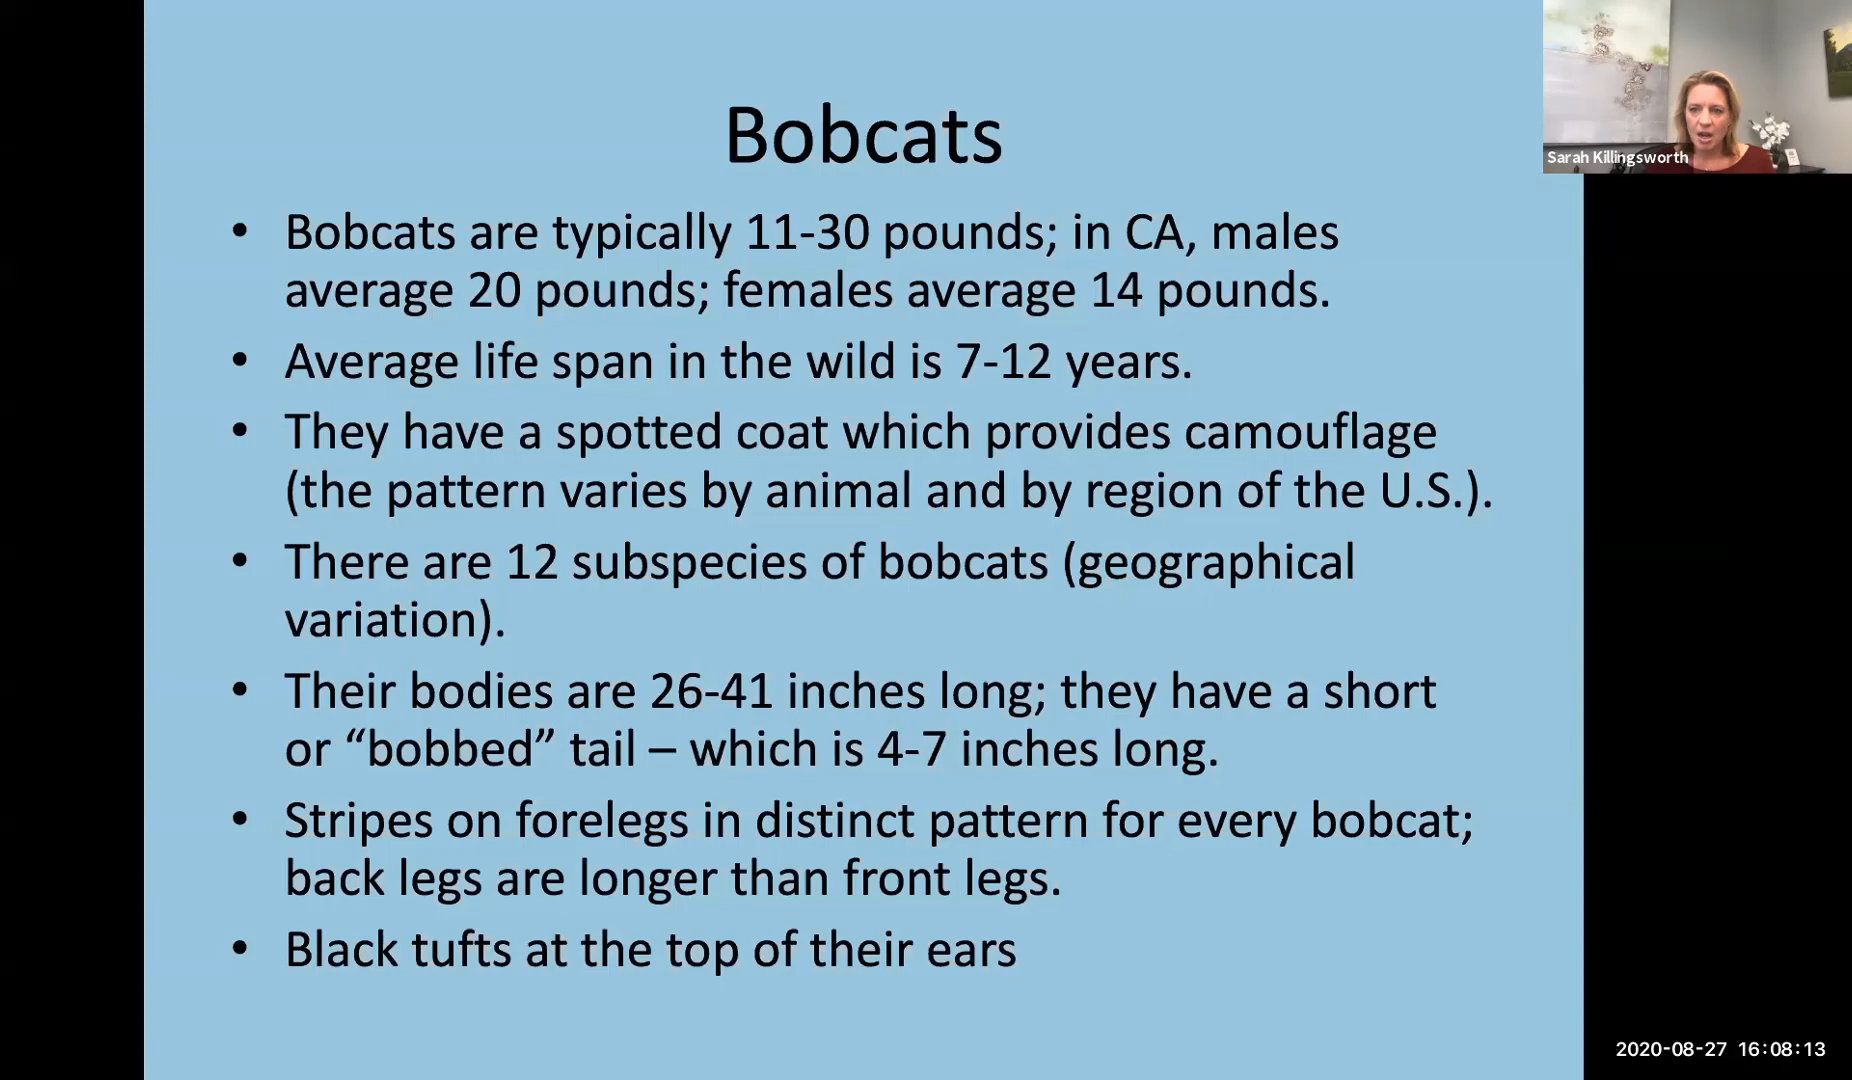 Bobcats
• Bobcats are typically 11-30 pounds; in CA, males
average 20 pounds; females average 14 pounds.
• Average life span in the wild is 7-12 years.
• They have a spotted coat which provides camouflage
(the pattern varies by animal and by region of the U.S.).
• There are 12 subspecies of bobcats (geographical
variation).
• Their bodies are 26-41 inches long; they have a short
or “bobbed” tail – which is 4-7 inches long.
• Stripes on forelegs in distinct pattern for every bobcat;
back legs are longer than front legs.
• Black tufts at the top of their ears
Sarah Killingsworth
2020-08-27 16:08:13